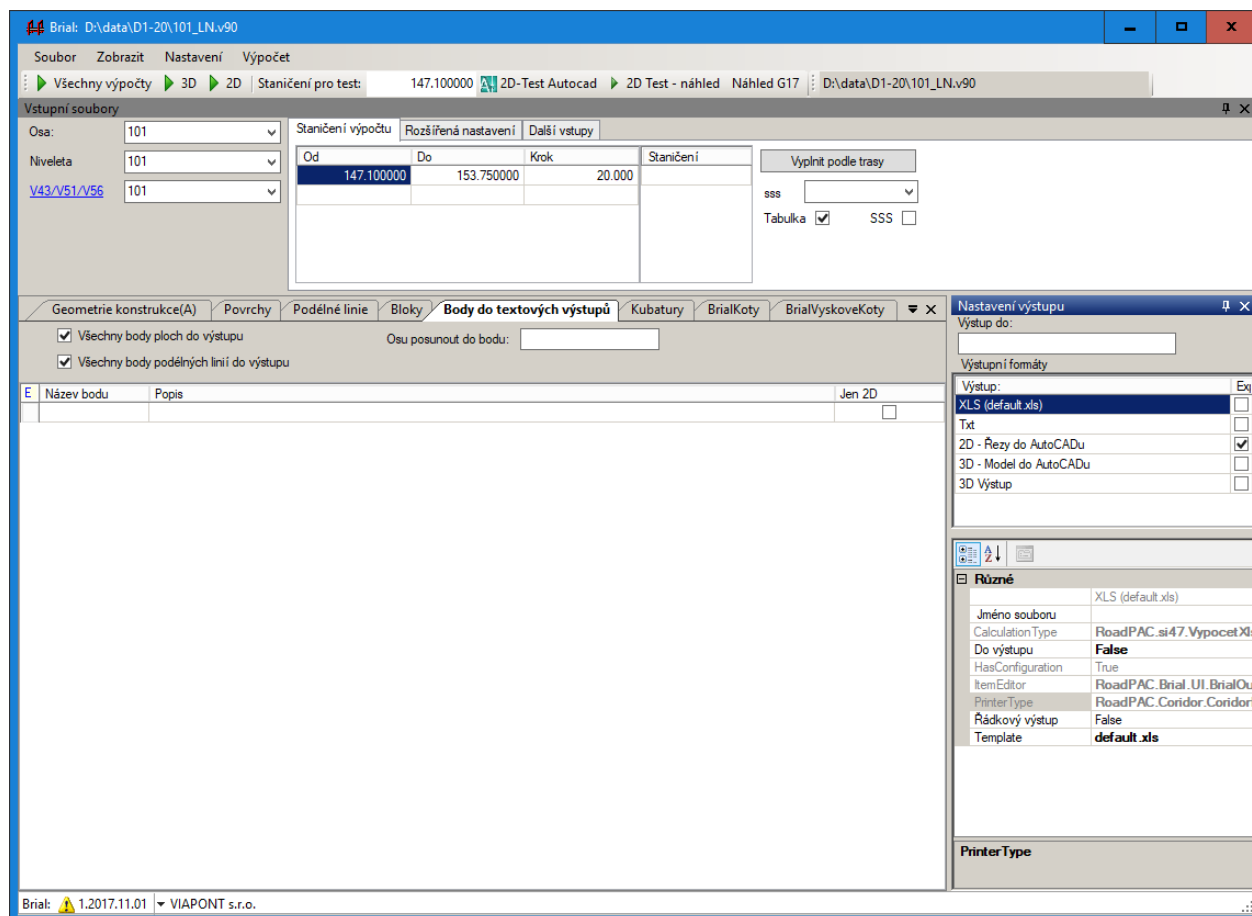 Brial: D:\data\D1-20\101_LN.v90
Soubor Zobrazit Nastavení Výpočet
Všechny výpočty 3D 2D Staničení pro test: 147.100000 2D-Test Autocad 2D Test - náhled Náhled G17 D:\data\D1-20\101_LN.v90
Vstupní soubory
Osa: 101
Niveleta 101
V43/V51/V56 101
Staničení výpočtu Rozšířená nastavení Další vstupy
Od Do Krok Staničení
147.100000 153.750000 20.000
Vyplnit podle trasy
sss
Tabulka SSS
Geometrie konstrukce(A) Povrchy Podélné linie Bloky Body do textových výstupů Kubatury BrialKoty BrialVyskoveKoty
Všechny body ploch do výstupu
Osu posunout do bodu:
Všechny body podélných linií do výstupu
E Název bodu Popis Jen 2D
Nastavení výstupu
Výstup do:
Výstupní formáty
Výstup: Exp
XLS (default.xls)
Txt
2D - Řezy do AutoCADu
3D - Model do AutoCADu
3D Výstup
Různé
XLS (default.xls)
Jméno souboru
CalculationType RoadPAC.si47.VypocetXls
Do výstupu False
HasConfiguration True
ItemEditor RoadPAC.Brial.UI.BrialOu
PrinterType RoadPAC.Coridor.Coridor
Řádkový výstup False
Template default.xls
PrinterType
Brial: 1.2017.11.01 VIAPONT s.r.o.